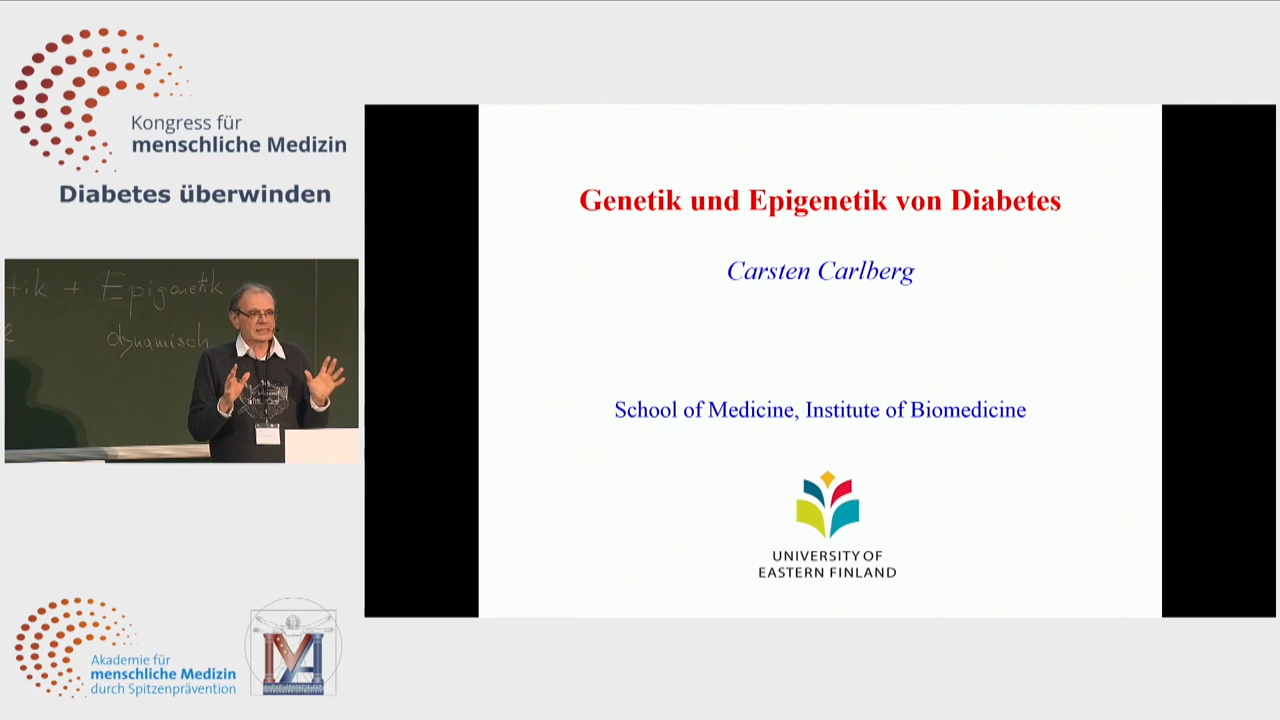 Kongress für
menschliche Medizin
Diabetes überwinden
tik + Epigenetik
dynamisch
Genetik und Epigenetik von Diabetes
Carsten Carlberg
School of Medicine, Institute of Biomedicine
UNIVERSITY OF
EASTERN FINLAND
Akademie für
menschliche Medizin
durch Spitzenprävention